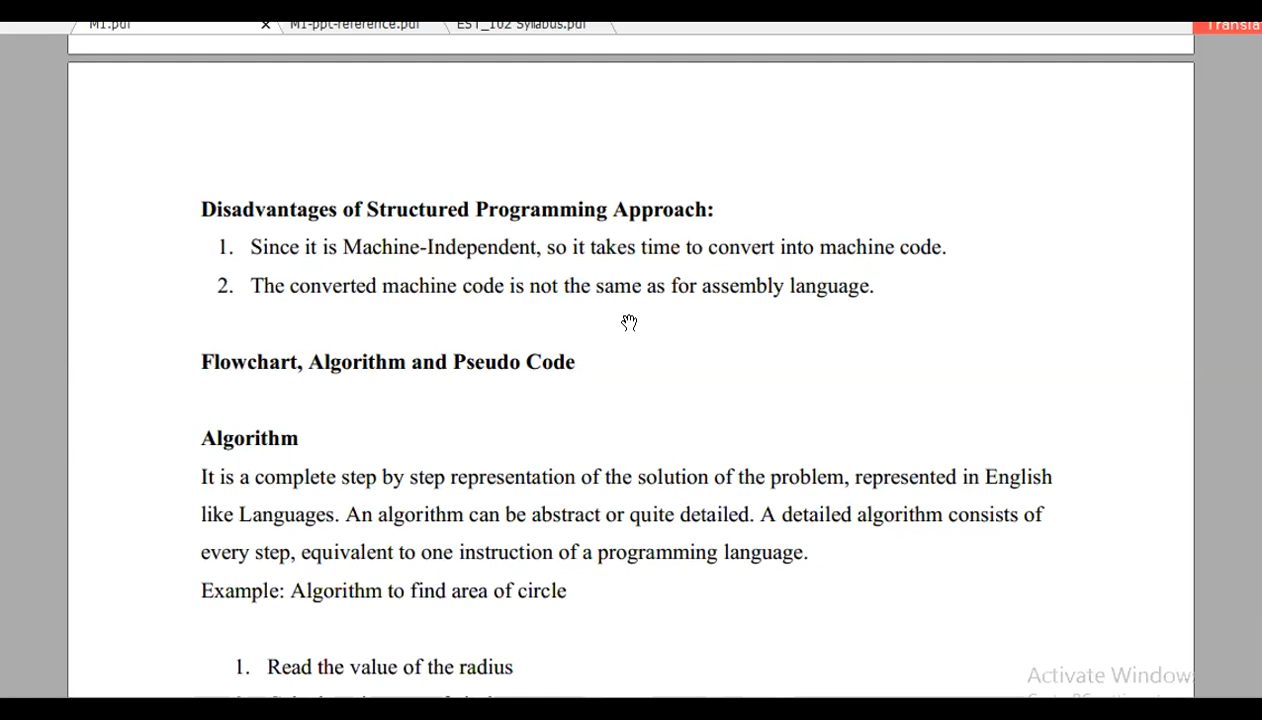 M1.pdf × M1-ppt-reference.pdf EST_102 Syllabus.pdf Transla
Disadvantages of Structured Programming Approach:
1. Since it is Machine-Independent, so it takes time to convert into machine code.
2. The converted machine code is not the same as for assembly language.
Flowchart, Algorithm and Pseudo Code
Algorithm
It is a complete step by step representation of the solution of the problem, represented in English
like Languages. An algorithm can be abstract or quite detailed. A detailed algorithm consists of
every step, equivalent to one instruction of a programming language.
Example: Algorithm to find area of circle
1. Read the value of the radius
Activate Window